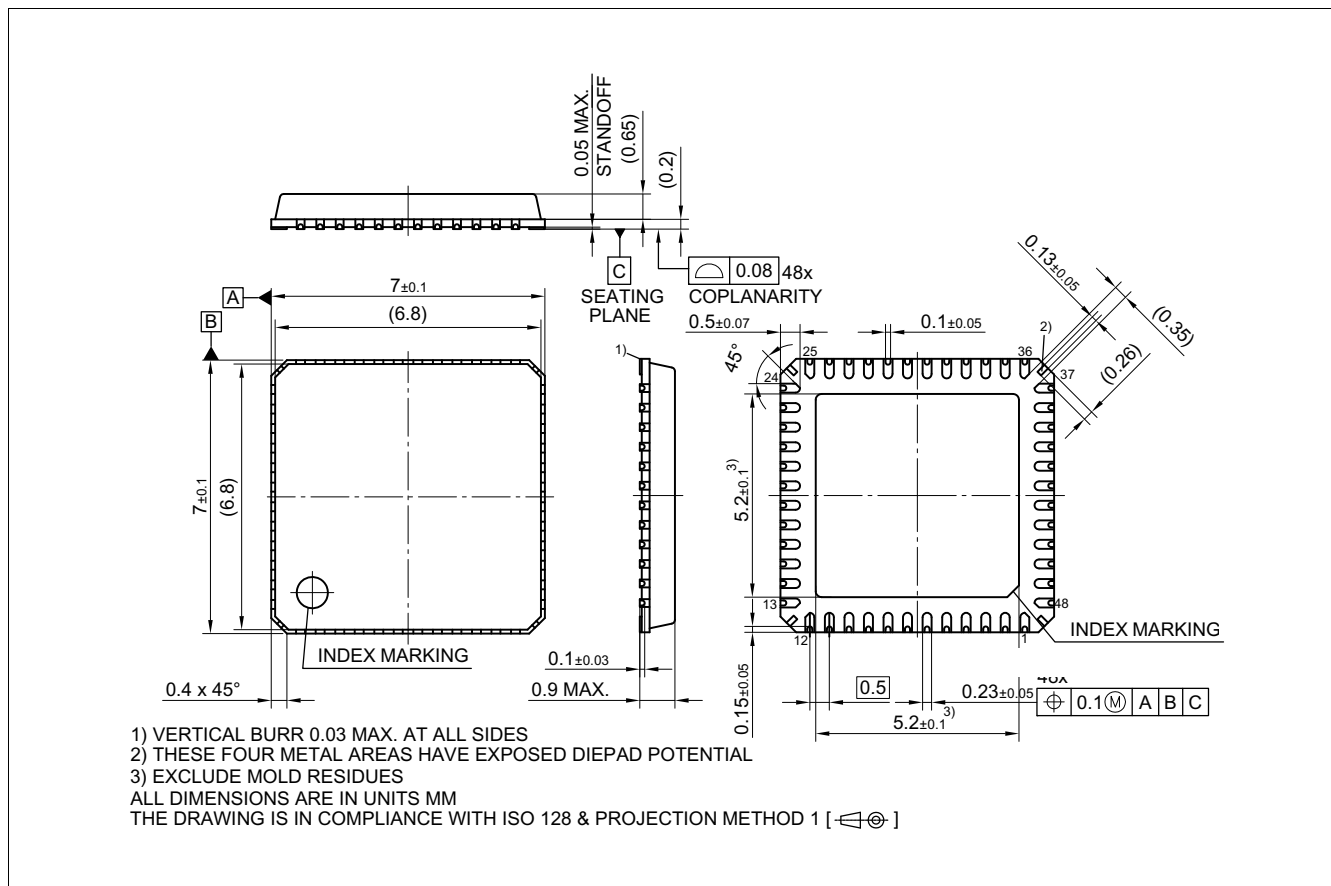 0.05 MAX.
STANDOFF
(0.65)
(0.2)
C
SEATING
PLANE
0.08 48x
COPLANARITY
A
7±0.1
(6.8)
B
7±0.1
(6.8)
INDEX MARKING
0.4 x 45°
1)
0.1±0.03
0.9 MAX.
0.5±0.07
0.1±0.05
0.13±0.05
(0.35)
(0.26)
2)
45°
25
36
24
37
5.2±0.1 3)
13
48
12
1
INDEX MARKING
0.15±0.05
0.5
0.23±0.05
5.2±0.1 3)
48x
⌖ 0.1Ⓜ A B C
1) VERTICAL BURR 0.03 MAX. AT ALL SIDES
2) THESE FOUR METAL AREAS HAVE EXPOSED DIEPAD POTENTIAL
3) EXCLUDE MOLD RESIDUES
ALL DIMENSIONS ARE IN UNITS MM
THE DRAWING IS IN COMPLIANCE WITH ISO 128 & PROJECTION METHOD 1 [ ]